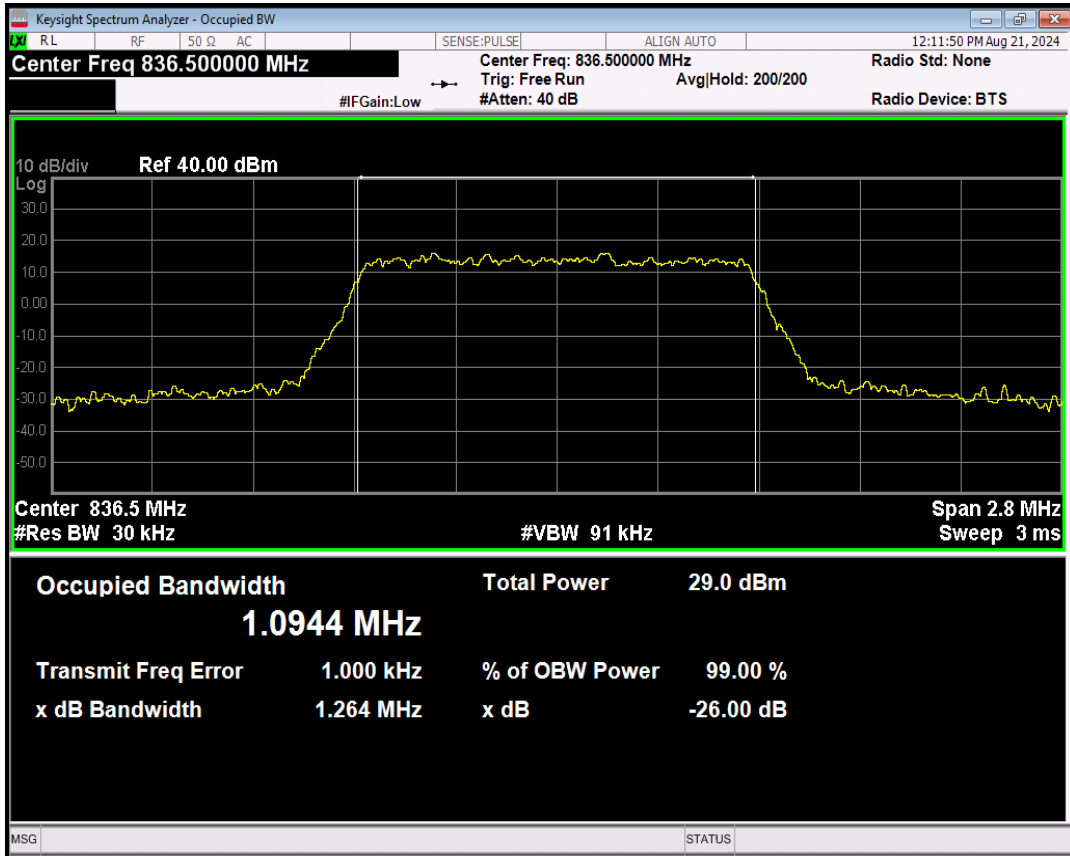 Keysight Spectrum Analyzer - Occupied BW
LXI RL RF 50 Ω AC SENSE:PULSE ALIGN AUTO 12:11:50 PM Aug 21, 2024
Center Freq 836.500000 MHz Center Freq: 836.500000 MHz Radio Std: None
Trig: Free Run Avg|Hold: 200/200
#IFGain:Low #Atten: 40 dB Radio Device: BTS
10 dB/div Ref 40.00 dBm
Log
30.0
20.0
10.0
0.00
-10.0
-20.0
-30.0
-40.0
-50.0
Center 836.5 MHz Span 2.8 MHz
#Res BW 30 kHz #VBW 91 kHz Sweep 3 ms
Occupied Bandwidth Total Power 29.0 dBm
1.0944 MHz
Transmit Freq Error 1.000 kHz % of OBW Power 99.00 %
x dB Bandwidth 1.264 MHz x dB -26.00 dB
MSG STATUS